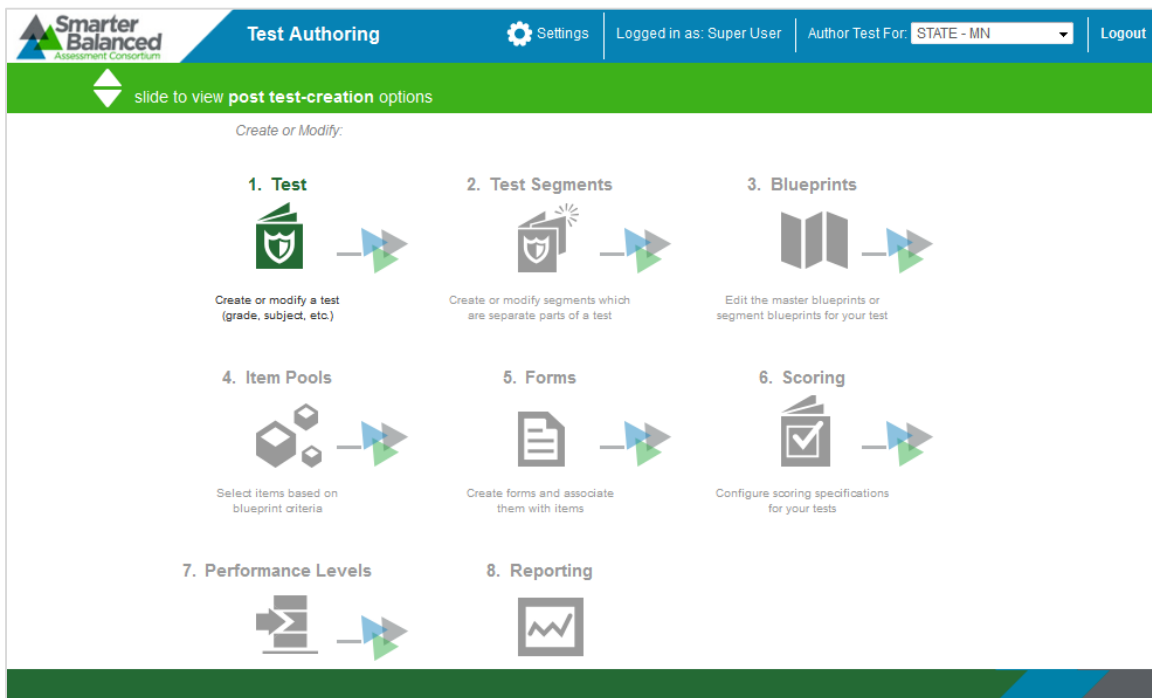 Smarter
Balanced
Assessment Consortium
Test Authoring
Settings
Logged in as: Super User
Author Test For: STATE - MN
Logout
slide to view post test-creation options
Create or Modify:
1. Test
2. Test Segments
3. Blueprints
Create or modify a test
(grade, subject, etc.)
Create or modify segments which
are separate parts of a test
Edit the master blueprints or
segment blueprints for your test
4. Item Pools
5. Forms
6. Scoring
Select items based on
blueprint criteria
Create forms and associate
them with items
Configure scoring specifications
for your tests
7. Performance Levels
8. Reporting